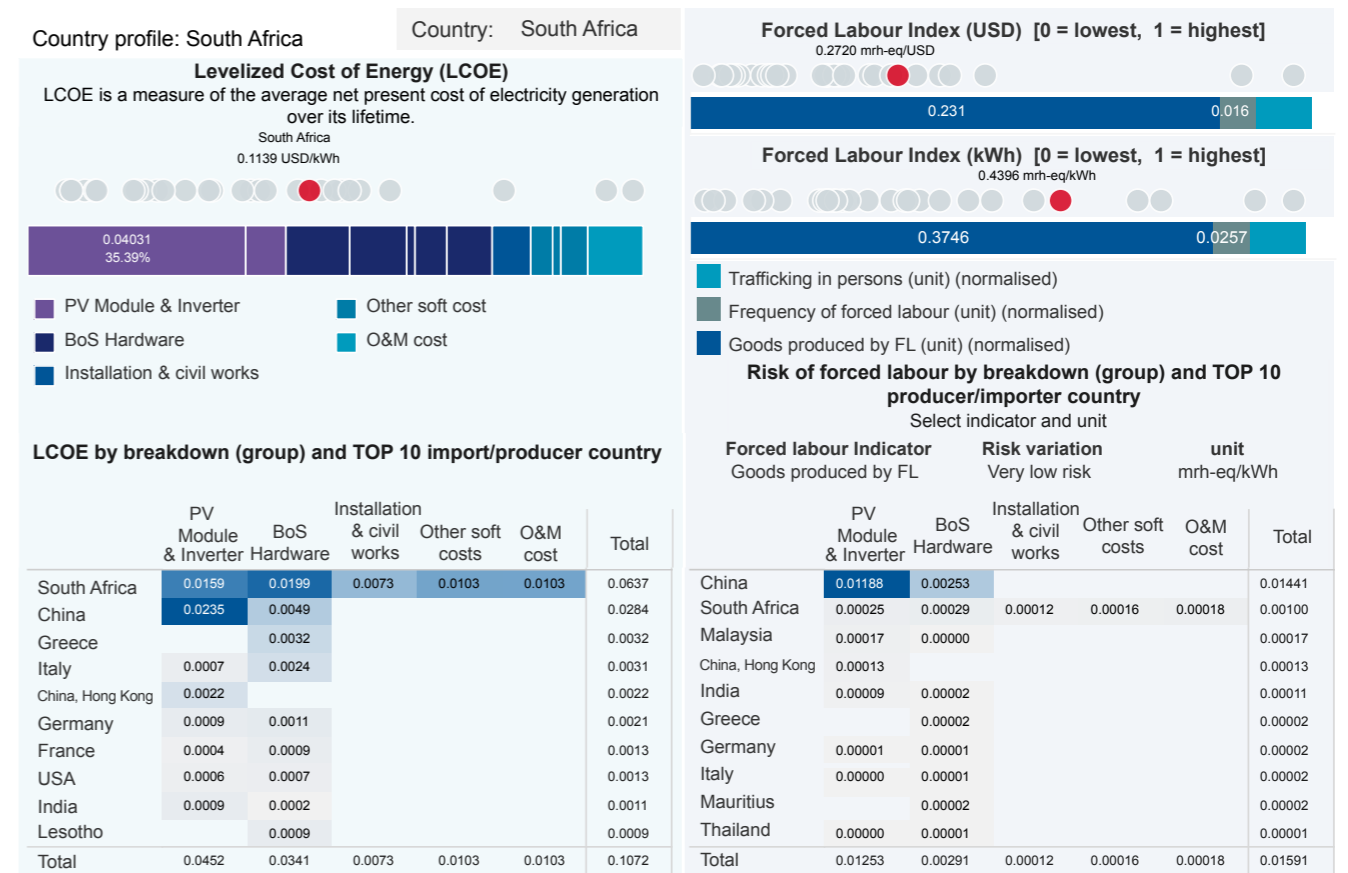 Country profile: South Africa
Country: South Africa
Levelized Cost of Energy (LCOE)
LCOE is a measure of the average net present cost of electricity generation
over its lifetime.
South Africa
0.1139 USD/kWh
0.04031
35.39%
PV Module & Inverter
BoS Hardware
Installation & civil works
Other soft cost
O&M cost
LCOE by breakdown (group) and TOP 10 import/producer country
PV
Module
& Inverter
BoS
Hardware
Installation
& civil
works
Other soft
costs
O&M
cost
Total
South Africa 0.0159 0.0199 0.0073 0.0103 0.0103 0.0637
China 0.0235 0.0049 0.0284
Greece 0.0032 0.0032
Italy 0.0007 0.0024 0.0031
China, Hong Kong 0.0022 0.0022
Germany 0.0009 0.0011 0.0021
France 0.0004 0.0009 0.0013
USA 0.0006 0.0007 0.0013
India 0.0009 0.0002 0.0011
Lesotho 0.0009 0.0009
Total 0.0452 0.0341 0.0073 0.0103 0.0103 0.1072
Forced Labour Index (USD) [0 = lowest, 1 = highest]
0.2720 mrh-eq/USD
0.231 0.016
Forced Labour Index (kWh) [0 = lowest, 1 = highest]
0.4396 mrh-eq/kWh
0.3746 0.0257
Trafficking in persons (unit) (normalised)
Frequency of forced labour (unit) (normalised)
Goods produced by FL (unit) (normalised)
Risk of forced labour by breakdown (group) and TOP 10
producer/importer country
Select indicator and unit
Forced labour Indicator Risk variation unit
Goods produced by FL Very low risk mrh-eq/kWh
PV
Module
& Inverter
BoS
Hardware
Installation
& civil
works
Other soft
costs
O&M
cost
Total
China 0.01188 0.00253 0.01441
South Africa 0.00025 0.00029 0.00012 0.00016 0.00018 0.00100
Malaysia 0.00017 0.00000 0.00017
China, Hong Kong 0.00013 0.00013
India 0.00009 0.00002 0.00011
Greece 0.00002 0.00002
Germany 0.00001 0.00001 0.00002
Italy 0.00000 0.00001 0.00002
Mauritius 0.00002 0.00002
Thailand 0.00000 0.00001 0.00001
Total 0.01253 0.00291 0.00012 0.00016 0.00018 0.01591